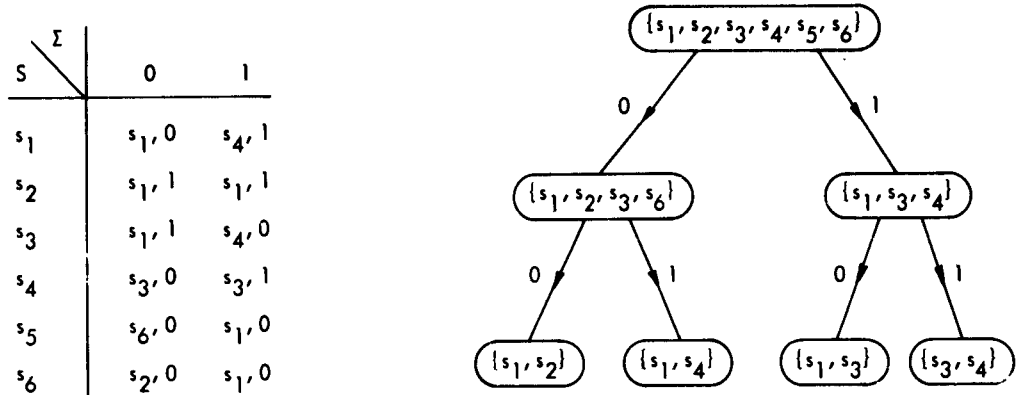 Σ
S 0 1
s1 s1, 0 s4, 1
s2 s1, 1 s1, 1
s3 s1, 1 s4, 0
s4 s3, 0 s3, 1
s5 s6, 0 s1, 0
s6 s2, 0 s1, 0
{s1, s2, s3, s4, s5, s6}
0 1
{s1, s2, s3, s6} {s1, s3, s4}
0 1 0 1
{s1, s2} {s1, s4} {s1, s3} {s3, s4}